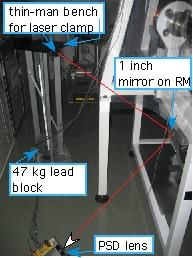 thin-man bench
for laser clamp
1 inch
mirror on RM
47 kg lead
block
PSD lens